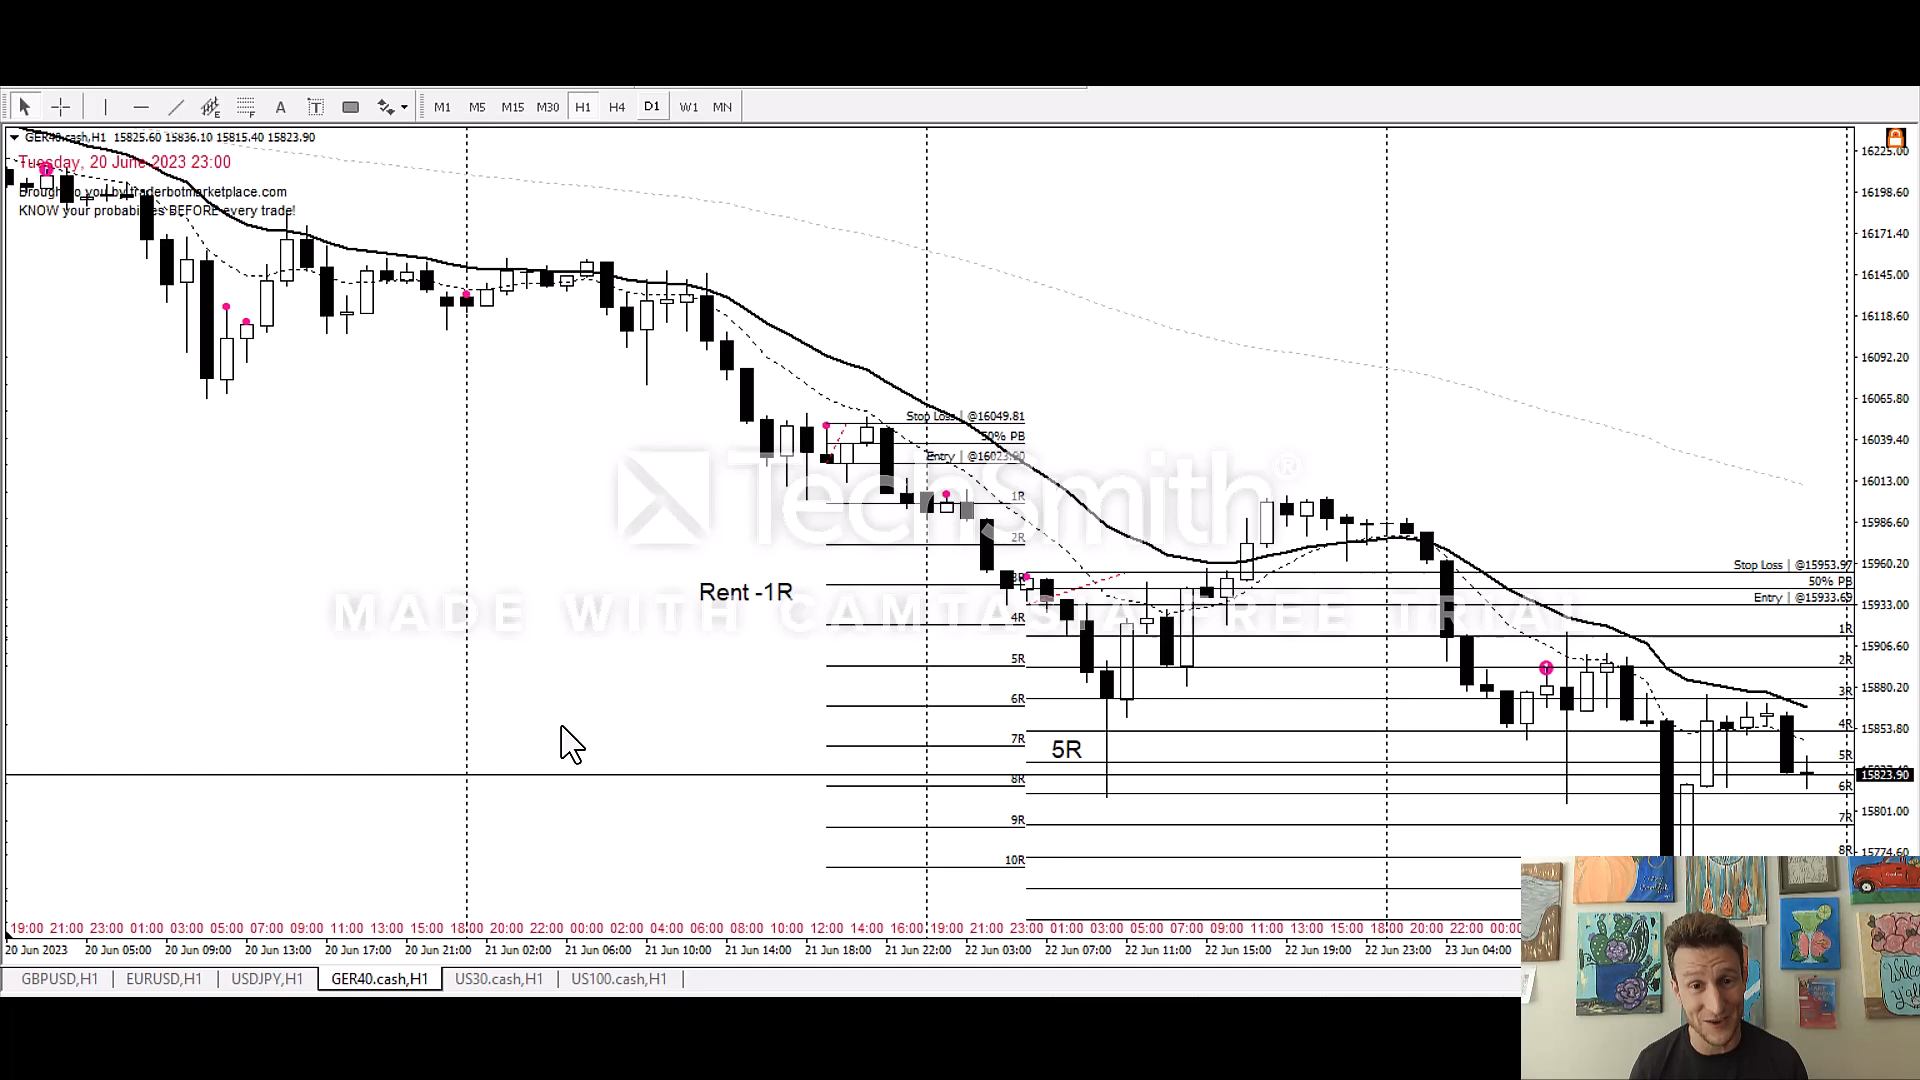 M1 M5 M15 M30 H1 H4 D1 W1 MN
GER40.cash,H1 15825.60 15836.10 15815.40 15823.90
Tuesday, 20 June 2023 23:00
Brought to you by traderbotmarketplace.com
KNOW your probabilities BEFORE every trade!
16225.00
16198.60
16171.40
16145.00
16118.60
16092.20
16065.80
16039.40
16013.00
15986.60
15960.20
15933.00
15906.60
15880.20
15853.80
15823.90
15801.00
15774.60
Stop Loss | @16049.81
50% PB
Entry | @16023.90
1R
2R
3R
4R
5R
6R
7R
8R
9R
10R
Rent -1R
TechSmith®
MADE WITH CAMTASIA FREE TRIAL
5R
Stop Loss | @15953.97
50% PB
Entry | @15933.69
1R
2R
3R
4R
5R
6R
7R
8R
19:00 21:00 23:00 01:00 03:00 05:00 07:00 09:00 11:00 13:00 15:00 18:00 20:00 22:00 00:00 02:00 04:00 06:00 08:00 10:00 12:00 14:00 16:00 19:00 21:00 23:00 01:00 03:00 05:00 07:00 09:00 11:00 13:00 15:00 18:00 20:00 22:00 00:00
20 Jun 2023 20 Jun 05:00 20 Jun 09:00 20 Jun 13:00 20 Jun 17:00 20 Jun 21:00 21 Jun 02:00 21 Jun 06:00 21 Jun 10:00 21 Jun 14:00 21 Jun 18:00 21 Jun 22:00 22 Jun 03:00 22 Jun 07:00 22 Jun 11:00 22 Jun 15:00 22 Jun 19:00 22 Jun 23:00 23 Jun 04:00
GBPUSD,H1 EURUSD,H1 USDJPY,H1 GER40.cash,H1 US30.cash,H1 US100.cash,H1
Welcome
Y'all